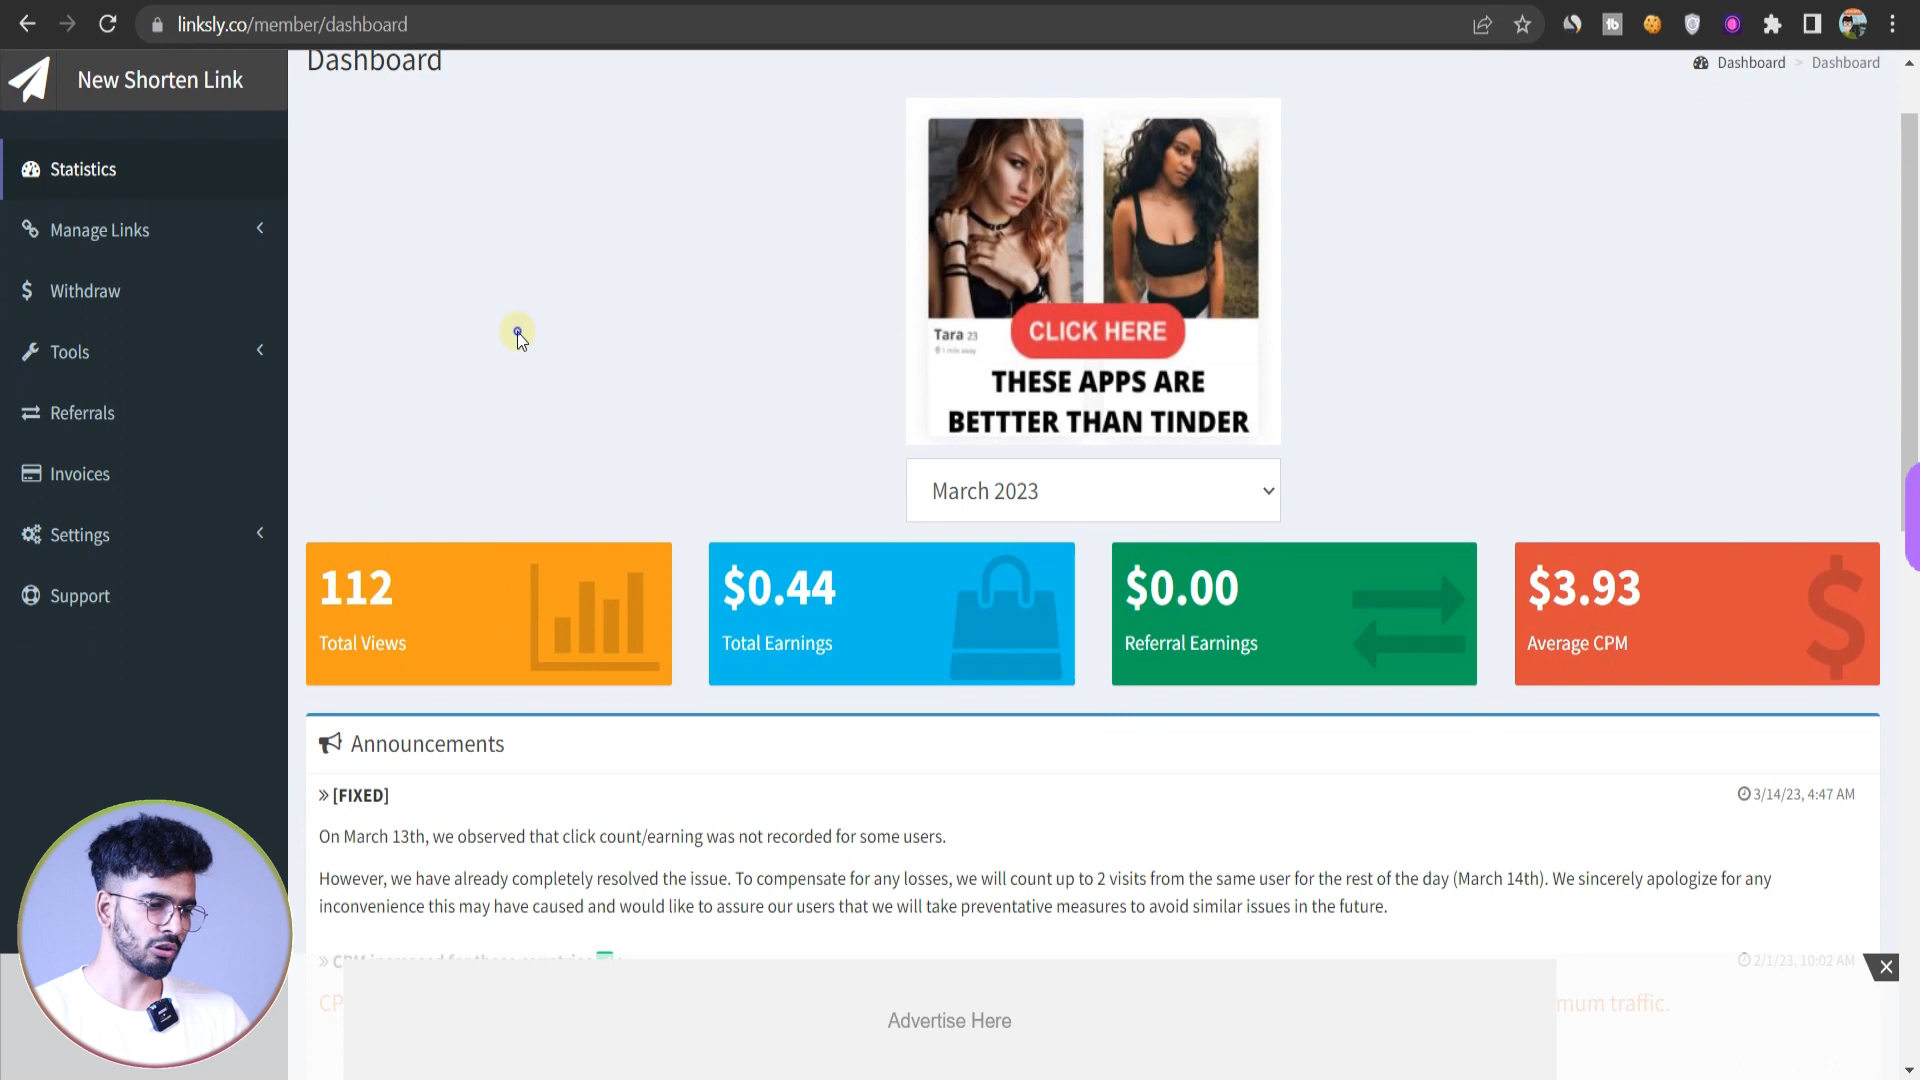 linksly.co/member/dashboard
New Shorten Link
Dashboard
Dashboard > Dashboard
Statistics
Manage Links
Withdraw
Tools
Referrals
Invoices
Settings
Support
Tara 23
CLICK HERE
THESE APPS ARE
BETTTER THAN TINDER
March 2023
112
Total Views
$0.44
Total Earnings
$0.00
Referral Earnings
$3.93
Average CPM
Announcements
» [FIXED]
3/14/23, 4:47 AM
On March 13th, we observed that click count/earning was not recorded for some users.
However, we have already completely resolved the issue. To compensate for any losses, we will count up to 2 visits from the same user for the rest of the day (March 14th). We sincerely apologize for any
inconvenience this may have caused and would like to assure our users that we will take preventative measures to avoid similar issues in the future.
2/1/23, 10:02 AM
CP
mum traffic.
Advertise Here